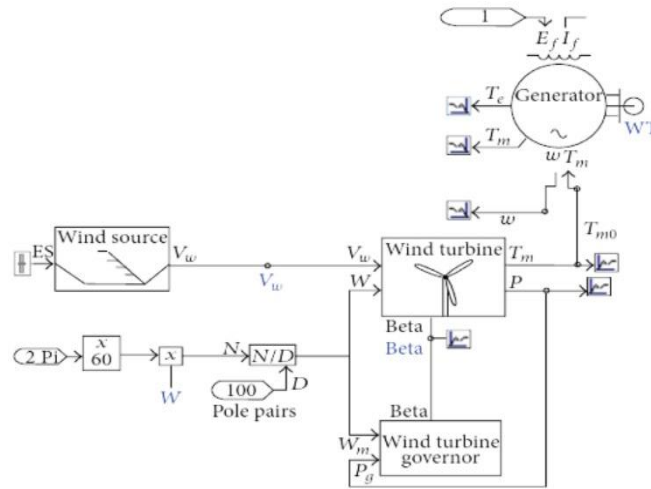 1
E_f I_f
T_e
Generator
T_m
w T_m
WT
w
T_m0
ES
Wind source
V_w
V_w
V_w
Wind turbine
T_m
W
P
Beta
Beta
2 Pi
x
60
x
N
N/D
W
100
D
Pole pairs
Beta
W_m
Wind turbine
P_g
governor